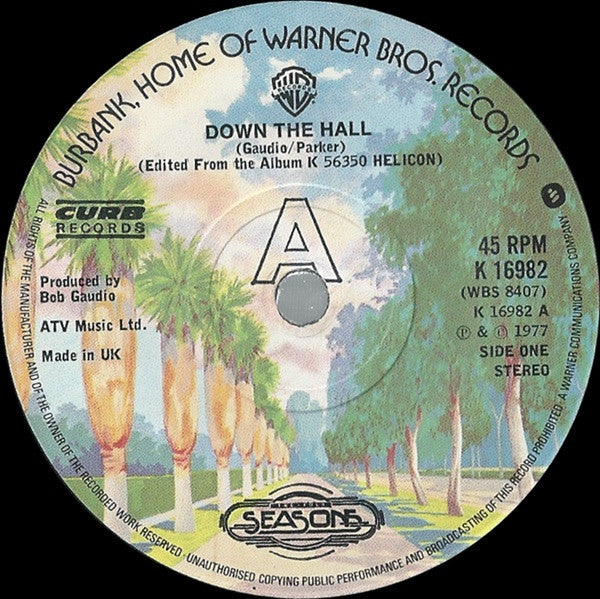 BURBANK, HOME OF WARNER BROS. RECORDS
DOWN THE HALL
(Gaudio/Parker)
(Edited From the Album K 56350 HELICON)
CURB
RECORDS
A
Produced by
Bob Gaudio
ATV Music Ltd.
Made in UK
45 RPM
K 16982
(WBS 8407)
K 16982 A
Ⓟ & © 1977
SIDE ONE
STEREO
THE FOUR
SEASONS
ALL RIGHTS OF THE MANUFACTURER AND OF THE OWNER OF THE RECORDED WORK RESERVED · UNAUTHORISED COPYING PUBLIC PERFORMANCE AND BROADCASTING OF THIS RECORD PROHIBITED · A WARNER COMMUNICATIONS COMPANY